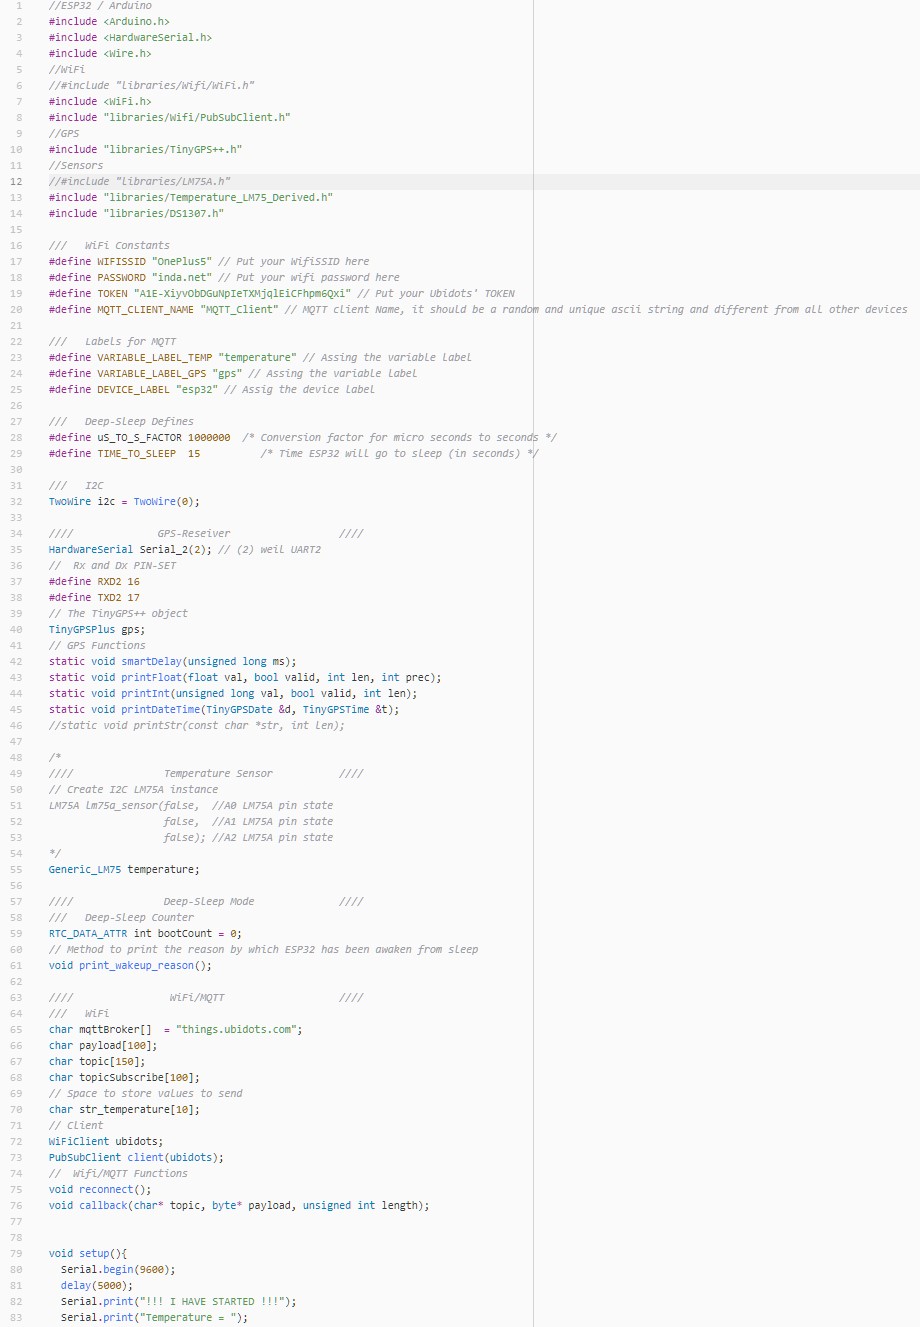 1 //ESP32 / Arduino
2 #include <Arduino.h>
3 #include <HardwareSerial.h>
4 #include <Wire.h>
5 //WiFi
6 //#include "libraries/Wifi/WiFi.h"
7 #include <WiFi.h>
8 #include "libraries/Wifi/PubSubClient.h"
9 //GPS
10 #include "libraries/TinyGPS++.h"
11 //Sensors
12 //#include "libraries/LM75A.h"
13 #include "libraries/Temperature_LM75_Derived.h"
14 #include "libraries/DS1307.h"
15
16 ///   WiFi Constants
17 #define WIFISSID "OnePlus5" // Put your WifiSSID here
18 #define PASSWORD "inda.net" // Put your wifi password here
19 #define TOKEN "A1E-XiyvObDGuNpIeTXMjqlEiCFhpm6Qxi" // Put your Ubidots' TOKEN
20 #define MQTT_CLIENT_NAME "MQTT_Client" // MQTT client Name, it should be a random and unique ascii string and different from all other devices
21
22 ///   Labels for MQTT
23 #define VARIABLE_LABEL_TEMP "temperature" // Assing the variable label
24 #define VARIABLE_LABEL_GPS "gps" // Assing the variable label
25 #define DEVICE_LABEL "esp32" // Assig the device label
26
27 ///   Deep-Sleep Defines
28 #define uS_TO_S_FACTOR 1000000  /* Conversion factor for micro seconds to seconds */
29 #define TIME_TO_SLEEP  15          /* Time ESP32 will go to sleep (in seconds) */
30
31 ///   I2C
32 TwoWire i2c = TwoWire(0);
33
34 ////              GPS-Reseiver                  ////
35 HardwareSerial Serial_2(2); // (2) weil UART2
36 //  Rx and Dx PIN-SET
37 #define RXD2 16
38 #define TXD2 17
39 // The TinyGPS++ object
40 TinyGPSPlus gps;
41 // GPS Functions
42 static void smartDelay(unsigned long ms);
43 static void printFloat(float val, bool valid, int len, int prec);
44 static void printInt(unsigned long val, bool valid, int len);
45 static void printDateTime(TinyGPSDate &d, TinyGPSTime &t);
46 //static void printStr(const char *str, int len);
47
48 /*
49 ////               Temperature Sensor           ////
50 // Create I2C LM75A instance
51 LM75A lm75a_sensor(false,  //A0 LM75A pin state
52                    false,  //A1 LM75A pin state
53                    false); //A2 LM75A pin state
54 */
55 Generic_LM75 temperature;
56
57 ////               Deep-Sleep Mode              ////
58 ///   Deep-Sleep Counter
59 RTC_DATA_ATTR int bootCount = 0;
60 // Method to print the reason by which ESP32 has been awaken from sleep
61 void print_wakeup_reason();
62
63 ////                WiFi/MQTT                   ////
64 ///   WiFi
65 char mqttBroker[]  = "things.ubidots.com";
66 char payload[100];
67 char topic[150];
68 char topicSubscribe[100];
69 // Space to store values to send
70 char str_temperature[10];
71 // Client
72 WiFiClient ubidots;
73 PubSubClient client(ubidots);
74 //  Wifi/MQTT Functions
75 void reconnect();
76 void callback(char* topic, byte* payload, unsigned int length);
77
78
79 void setup(){
80   Serial.begin(9600);
81   delay(5000);
82   Serial.print("!!! I HAVE STARTED !!!");
83   Serial.print("Temperature = ");